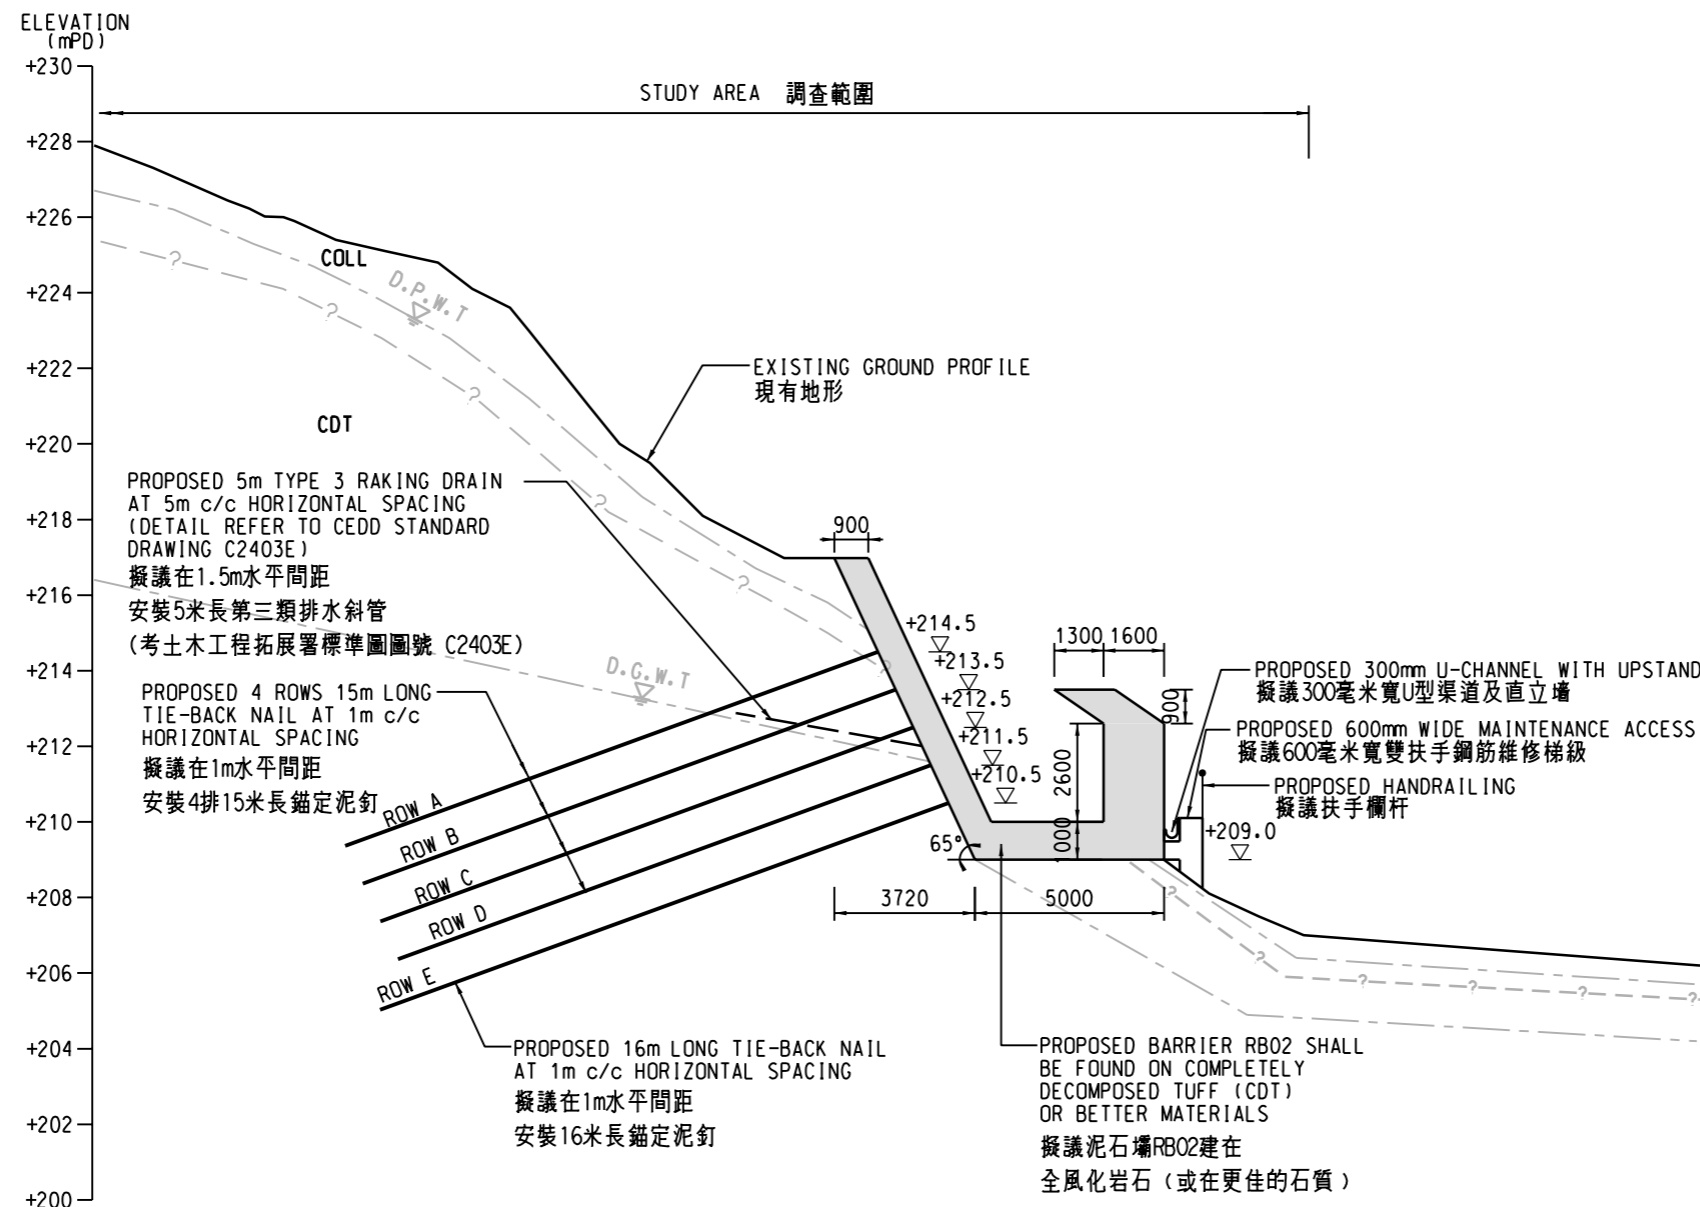 ELEVATION
(mPD)
+230
+228
+226
+224
+222
+220
+218
+216
+214
+212
+210
+208
+206
+204
+202
+200
STUDY AREA 調查範圍
COLL
D.P.W.T
CDT
EXISTING GROUND PROFILE
現有地形
PROPOSED 5m TYPE 3 RAKING DRAIN
AT 5m c/c HORIZONTAL SPACING
(DETAIL REFER TO CEDD STANDARD
DRAWING C2403E)
擬議在1.5m水平間距
安裝5米長第三類排水斜管
(考土木工程拓展署標準圖圖號 C2403E)
D.G.W.T
PROPOSED 4 ROWS 15m LONG
TIE-BACK NAIL AT 1m c/c
HORIZONTAL SPACING
擬議在1m水平間距
安裝4排15米長錨定泥釘
ROW A
ROW B
ROW C
ROW D
ROW E
900
+214.5
+213.5
+212.5
+211.5
+210.5
1300
1600
900
2600
1000
65°
3720
5000
+209.0
PROPOSED 300mm U-CHANNEL WITH UPSTAND
擬議300毫米寬U型渠道及直立墻
PROPOSED 600mm WIDE MAINTENANCE ACCESS
擬議600毫米寬雙扶手鋼筋維修梯級
PROPOSED HANDRAILING
擬議扶手欄杆
PROPOSED 16m LONG TIE-BACK NAIL
AT 1m c/c HORIZONTAL SPACING
擬議在1m水平間距
安裝16米長錨定泥釘
PROPOSED BARRIER RB02 SHALL
BE FOUND ON COMPLETELY
DECOMPOSED TUFF (CDT)
OR BETTER MATERIALS
擬議泥石壩RB02建在
全風化岩石(或在更佳的石質)
?
?
?
?
?
?
?
?
?
?
?
?
?